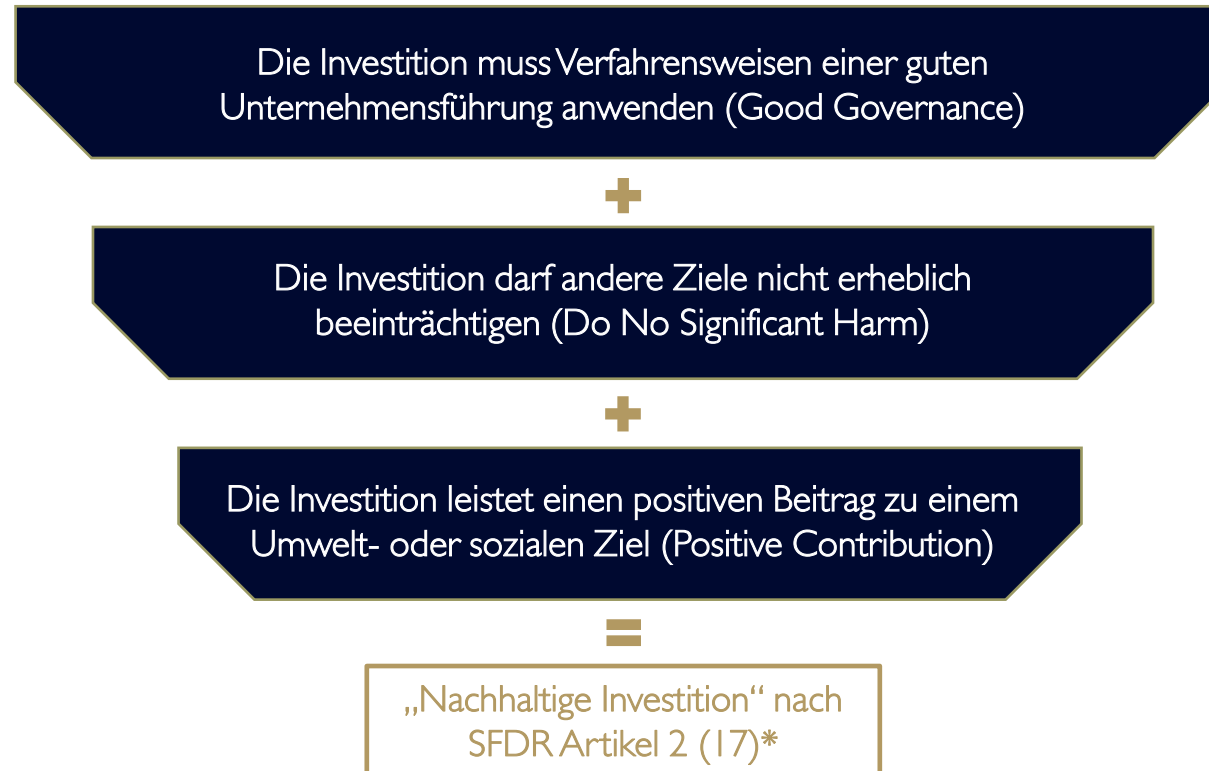 Die Investition muss Verfahrensweisen einer guten
Unternehmensführung anwenden (Good Governance)
+
Die Investition darf andere Ziele nicht erheblich
beeinträchtigen (Do No Significant Harm)
+
Die Investition leistet einen positiven Beitrag zu einem
Umwelt- oder sozialen Ziel (Positive Contribution)
=
„Nachhaltige Investition“ nach
SFDR Artikel 2 (17)*